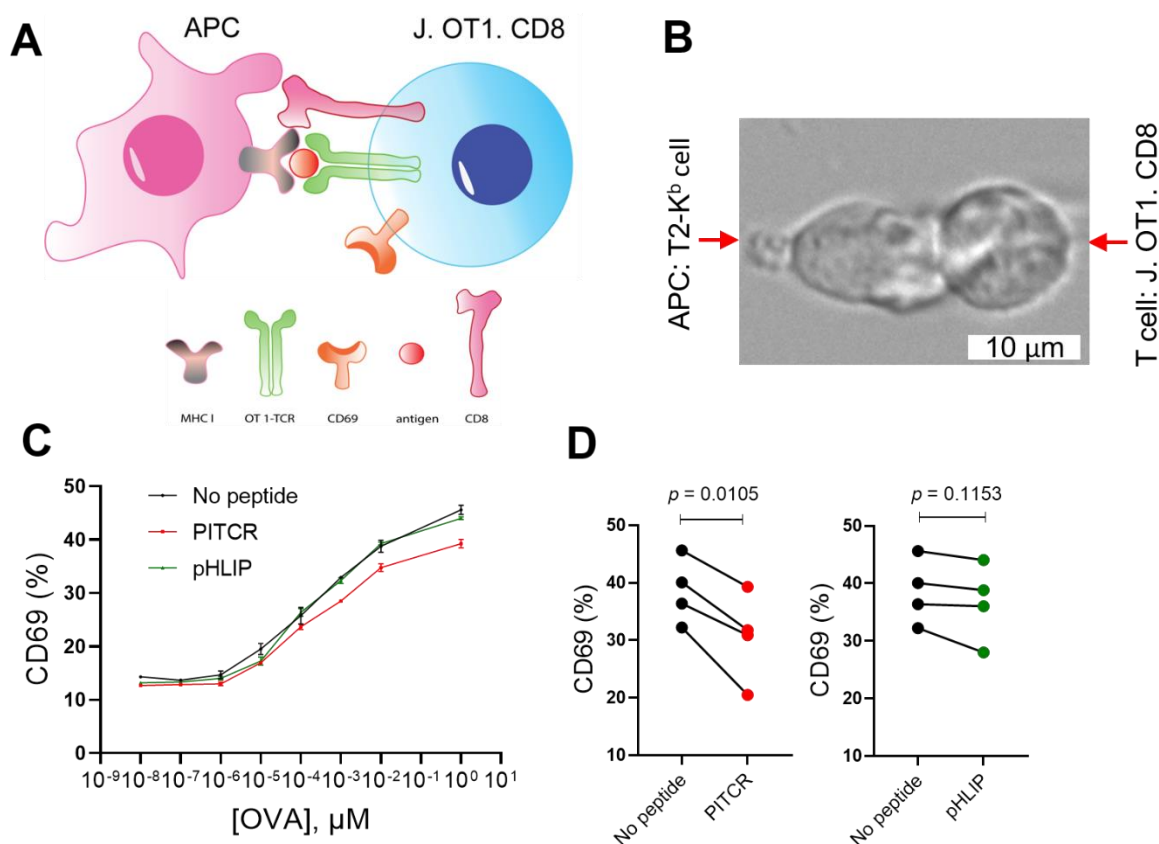 A
APC
J. OT1. CD8
MHC I
OT 1-TCR
CD69
antigen
CD8
B
APC: T2-Kᵇ cell
10 µm
T cell: J. OT1. CD8
C
No peptide
PITCR
pHLIP
CD69 (%)
50
40
30
20
10
0
10⁻⁹ 10⁻⁸ 10⁻⁷ 10⁻⁶ 10⁻⁵ 10⁻⁴ 10⁻³ 10⁻² 10⁻¹ 10⁰ 10¹
[OVA], µM
D
p = 0.0105
CD69 (%)
50
40
30
20
10
No peptide
PITCR
p = 0.1153
CD69 (%)
50
40
30
20
10
No peptide
pHLIP